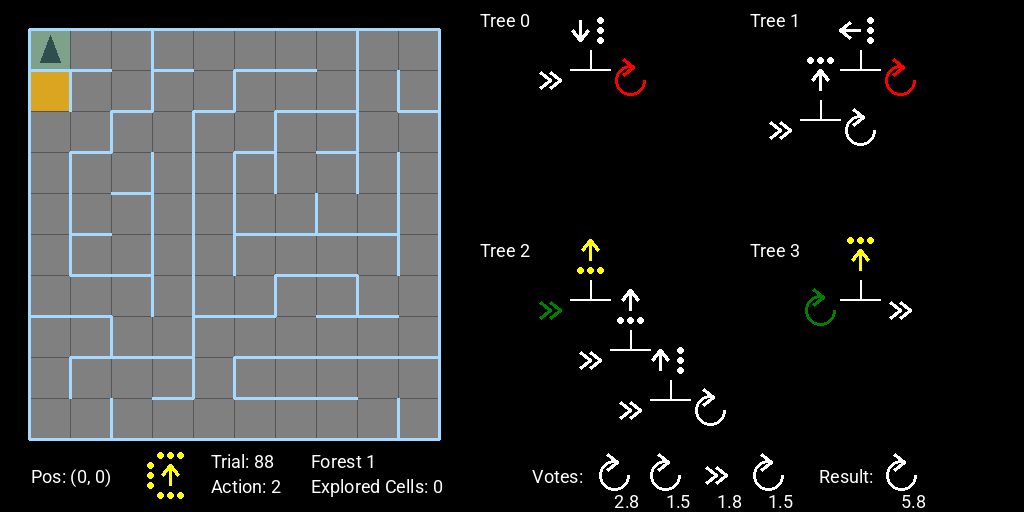 Tree 0
Tree 1
Tree 2
Tree 3
Pos: (0, 0)
Trial: 88
Forest 1
Action: 2
Explored Cells: 0
Votes:
2.8
1.5
1.8
1.5
Result:
5.8